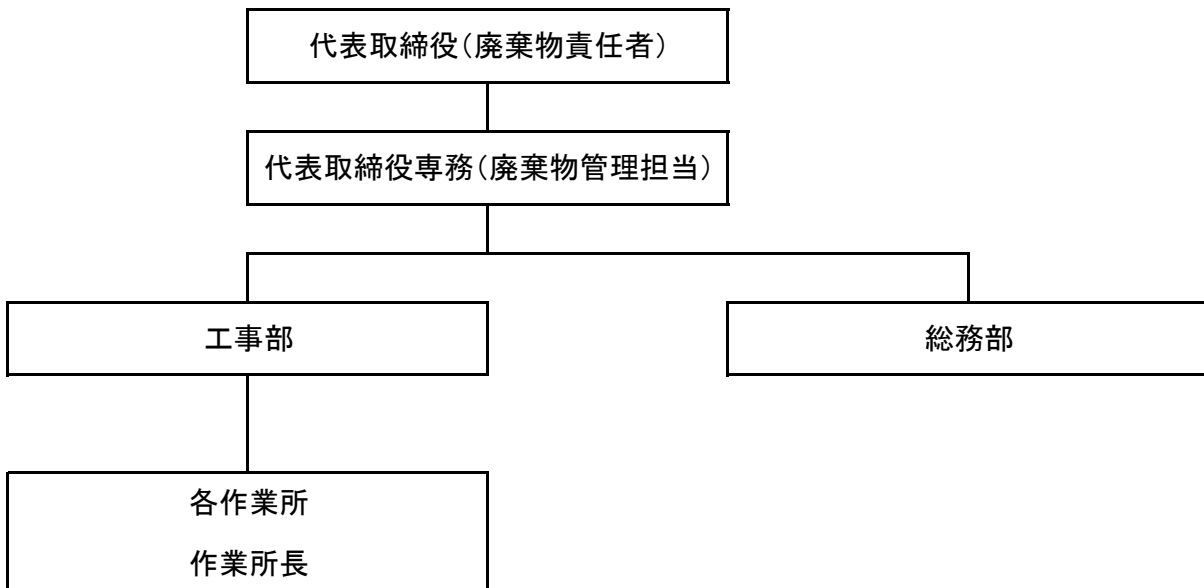 代表取締役（廃棄物責任者）
代表取締役専務（廃棄物管理担当）
工事部
総務部
各作業所
作業所長